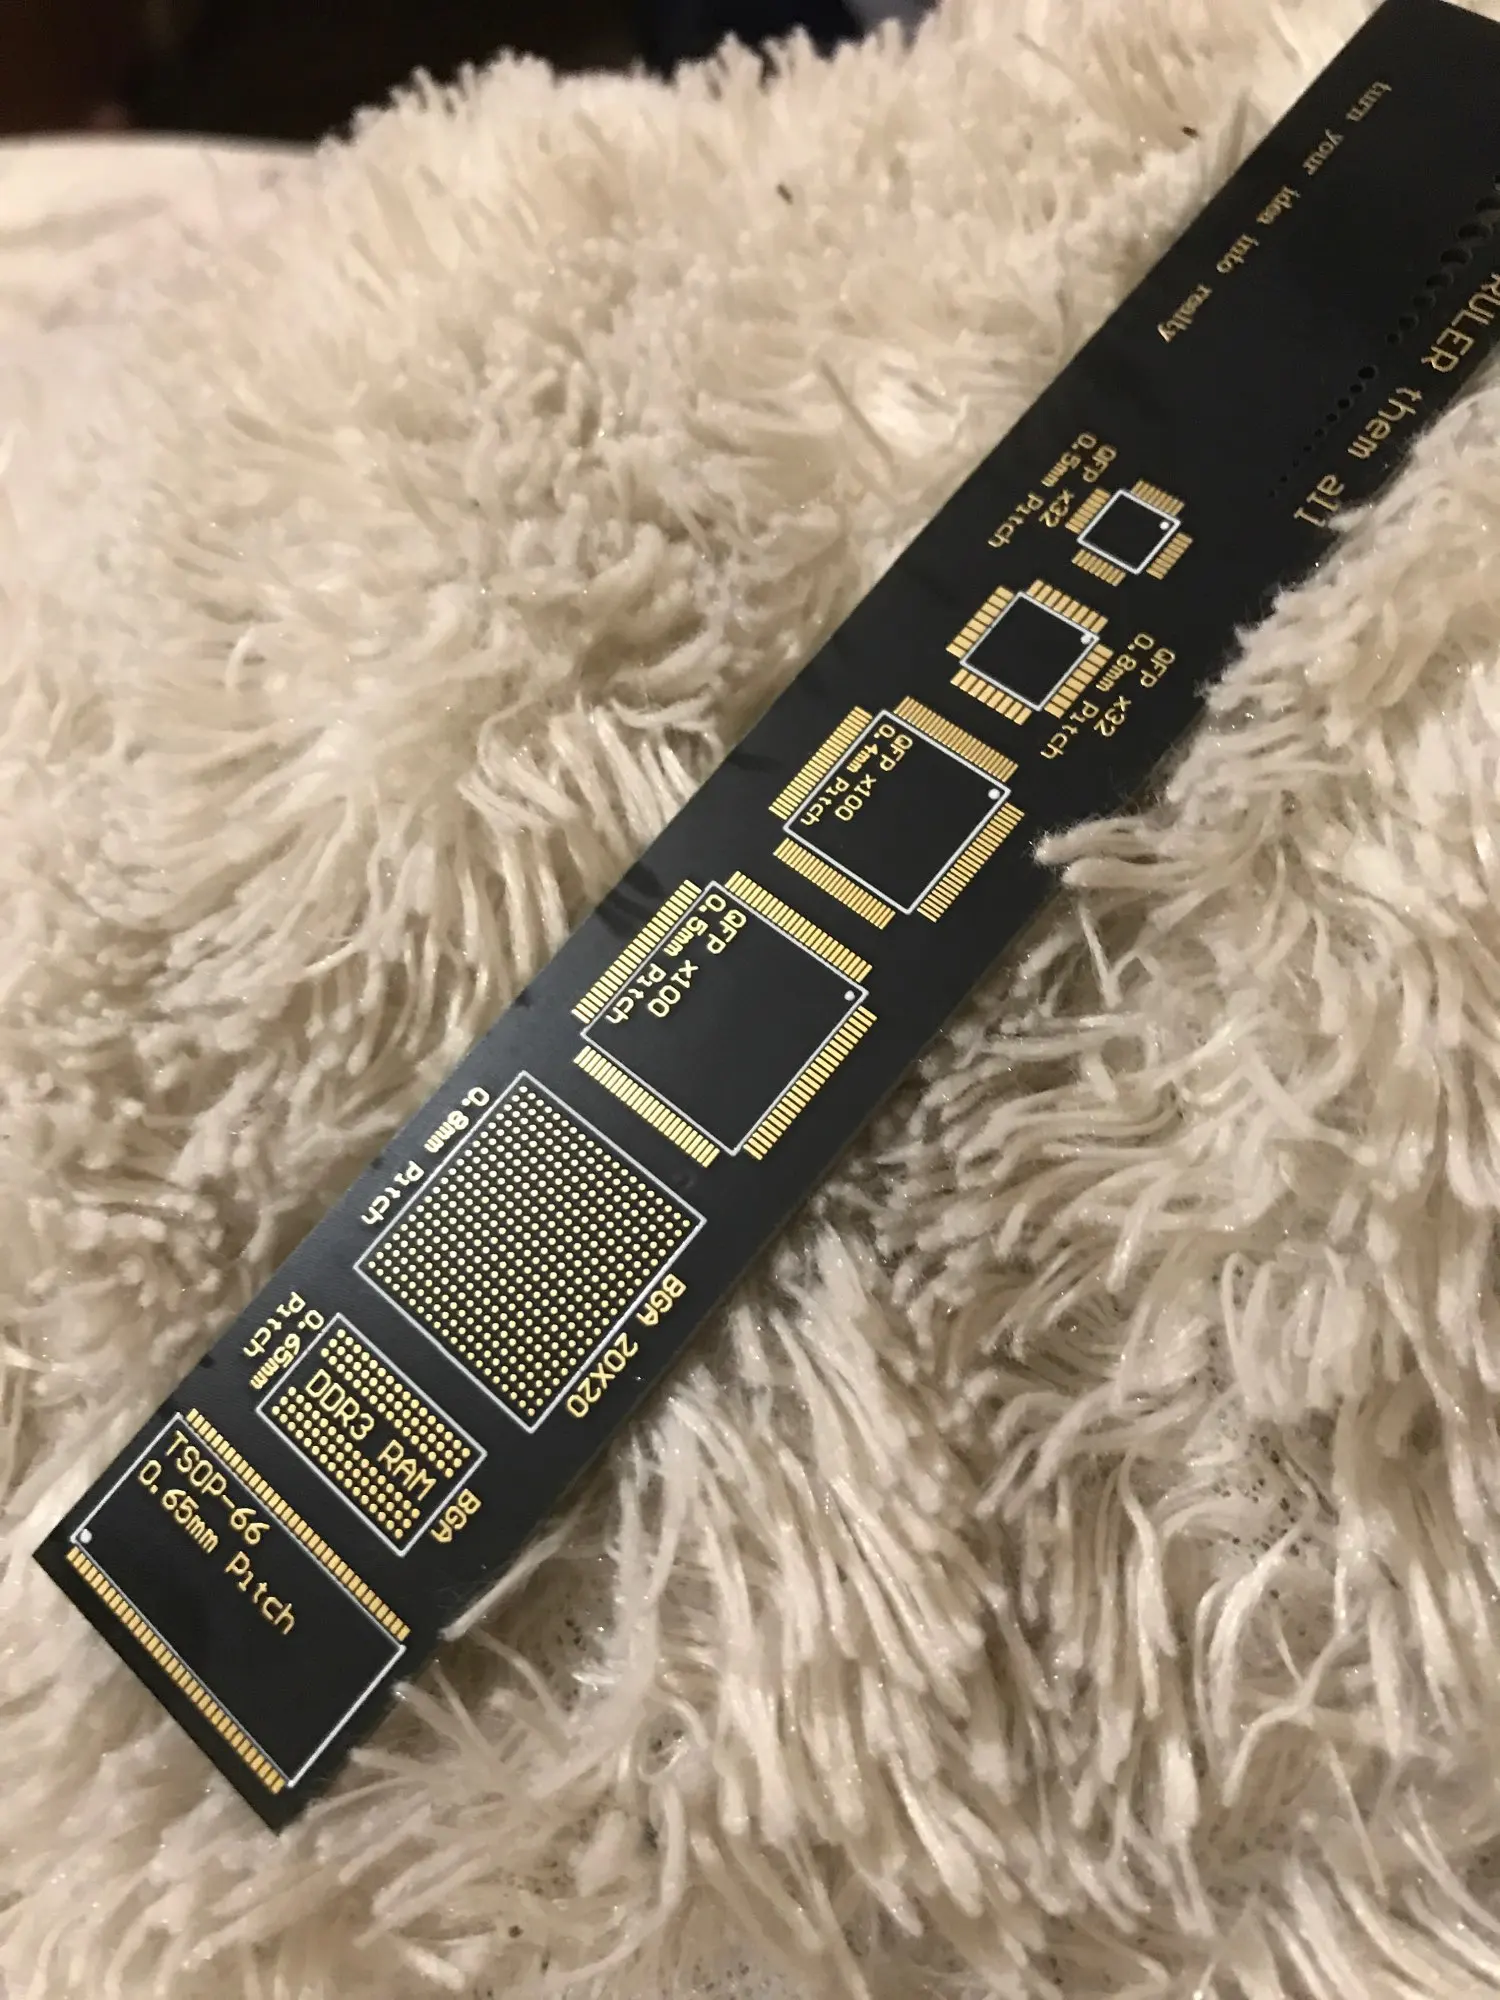 turn your idea into reality
RULER them all
QFP x32
0.5mm Pitch
QFP x32
0.8mm Pitch
QFP x100
0.4mm Pitch
QFP x100
0.5mm Pitch
0.8mm Pitch
BGA 20X20
0.65mm
Pitch
DDR3 RAM
BGA
TSOP-66
0.65mm Pitch